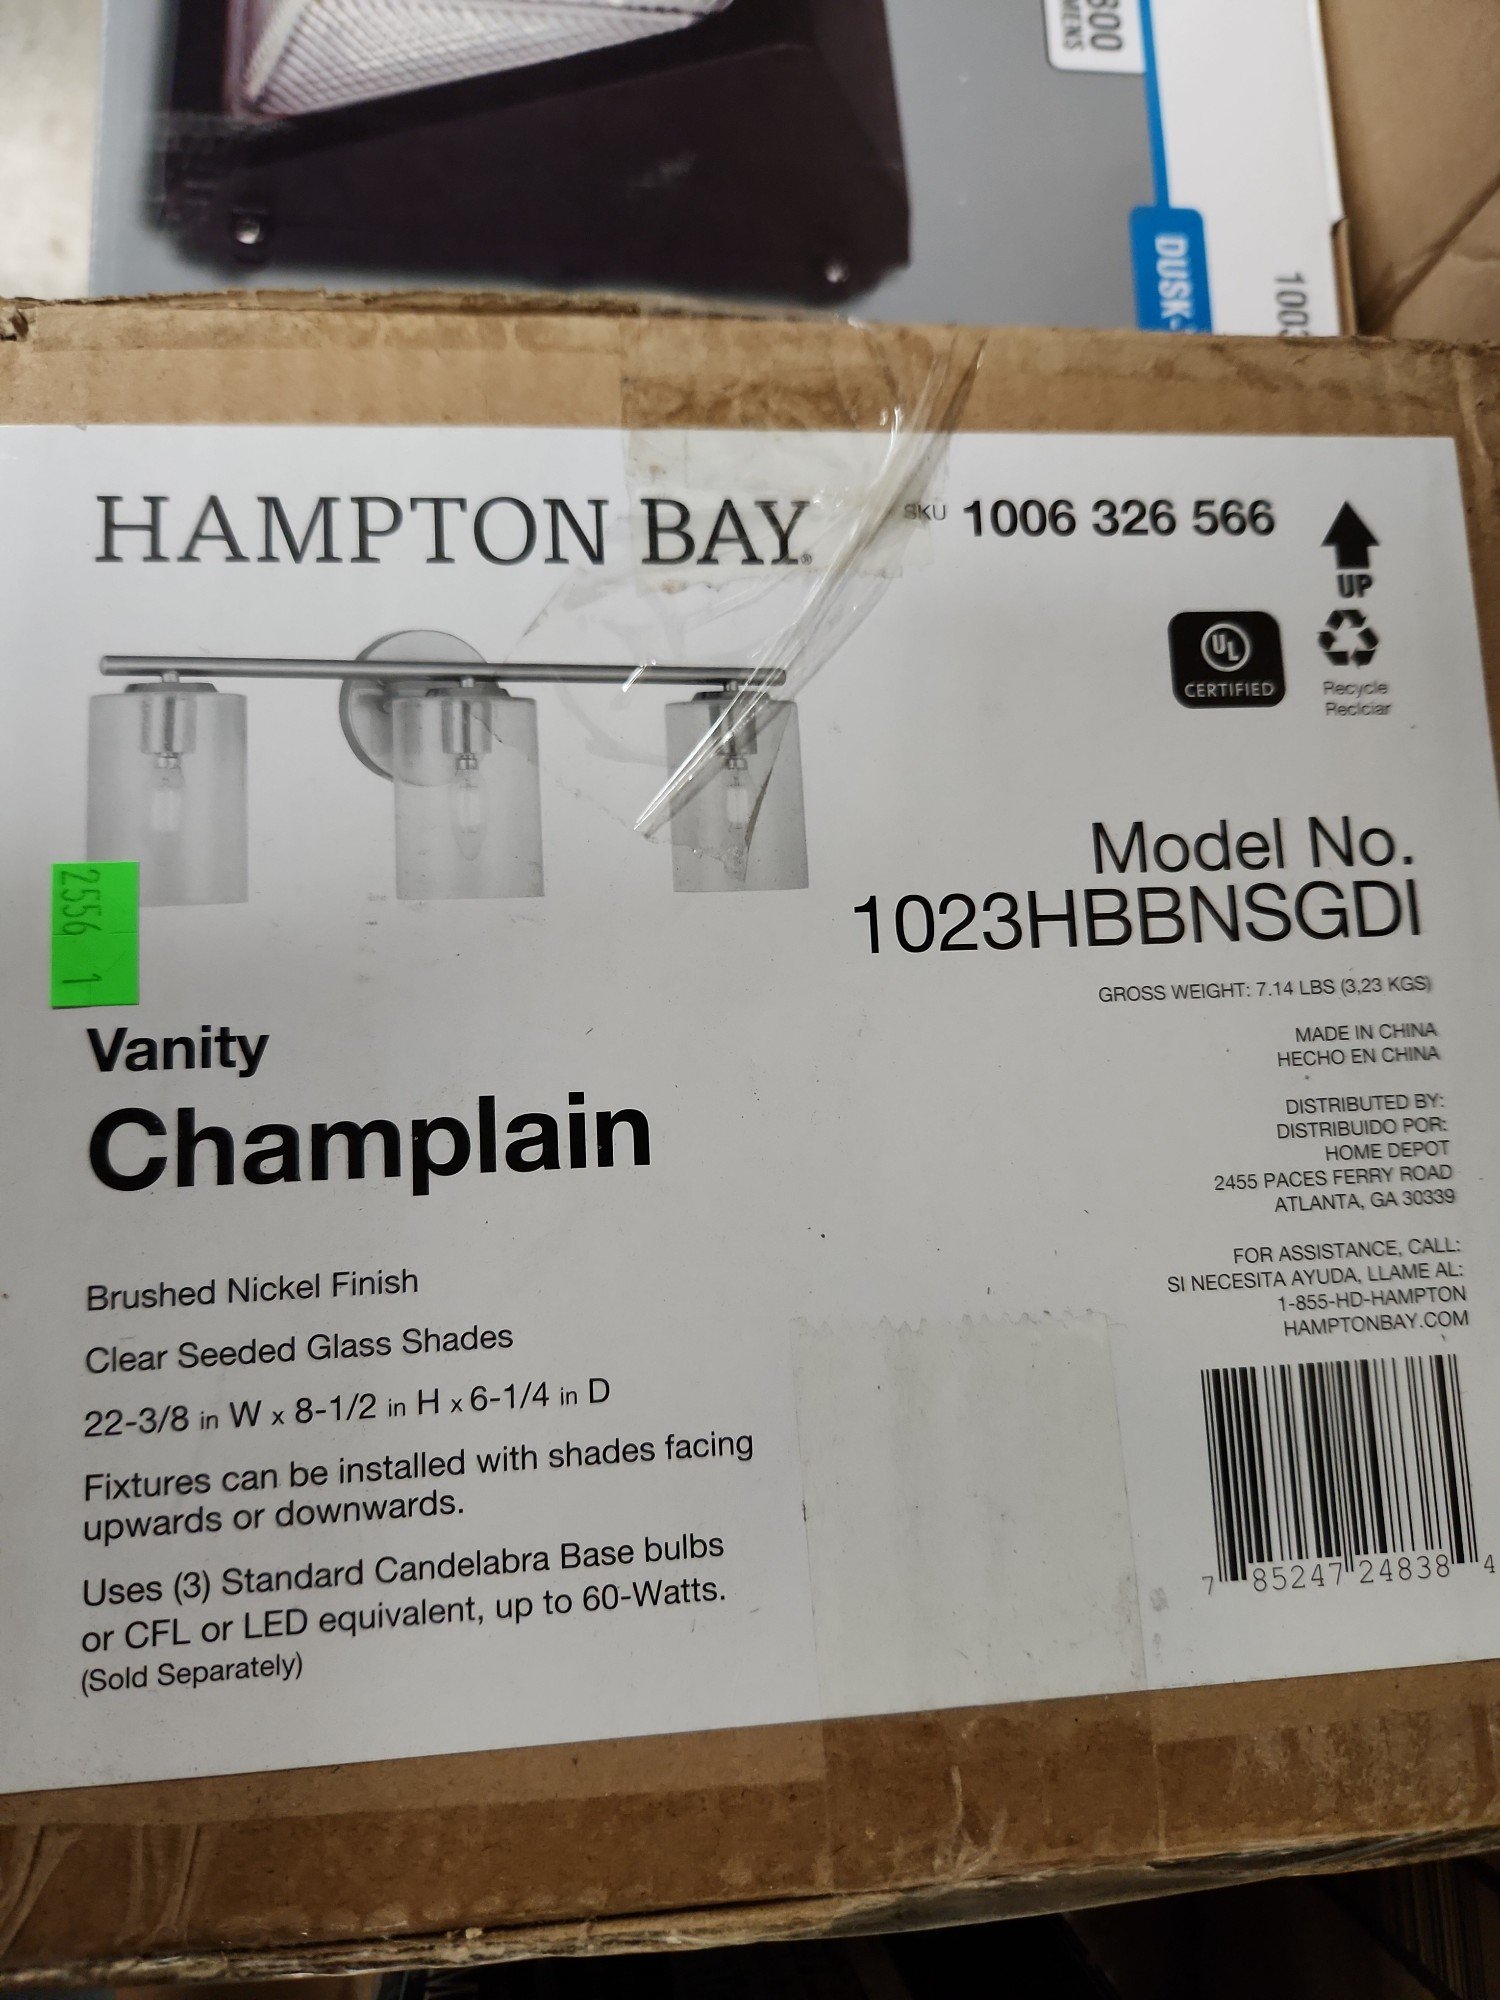 DUSK
HAMPTON BAY®
SKU 1006 326 566
UP
UL
CERTIFIED
Recycle
Reciclar
2556 1
Model No.
1023HBBNSGDI
GROSS WEIGHT: 7.14 LBS (3,23 KGS)
MADE IN CHINA
HECHO EN CHINA
DISTRIBUTED BY:
DISTRIBUIDO POR:
HOME DEPOT
2455 PACES FERRY ROAD
ATLANTA, GA 30339
FOR ASSISTANCE, CALL:
SI NECESITA AYUDA, LLAME AL:
1-855-HD-HAMPTON
HAMPTONBAY.COM
7 85247 24838 4
Vanity
Champlain
Brushed Nickel Finish
Clear Seeded Glass Shades
22-3/8 in W x 8-1/2 in H x 6-1/4 in D
Fixtures can be installed with shades facing
upwards or downwards.
Uses (3) Standard Candelabra Base bulbs
or CFL or LED equivalent, up to 60-Watts.
(Sold Separately)